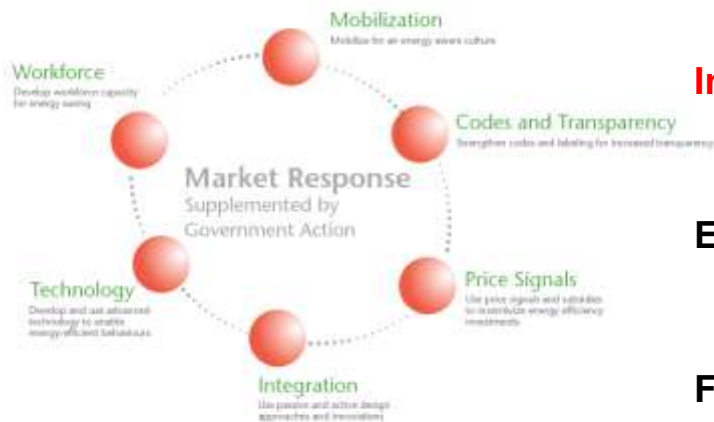 Mobilization
Mobilize for an energy aware culture
Workforce
Develop workforce capacity
for energy saving
Codes and Transparency
Strengthen codes and labeling for increased transparency
Market Response
Supplemented by
Government Action
Price Signals
Use price signals and subsidies
to incentivize energy efficiency
investments
Technology
Develop and use advanced
technology to enable
energy-efficient behaviours
Integration
Use passive and active design
approaches and innovations
In
E
F